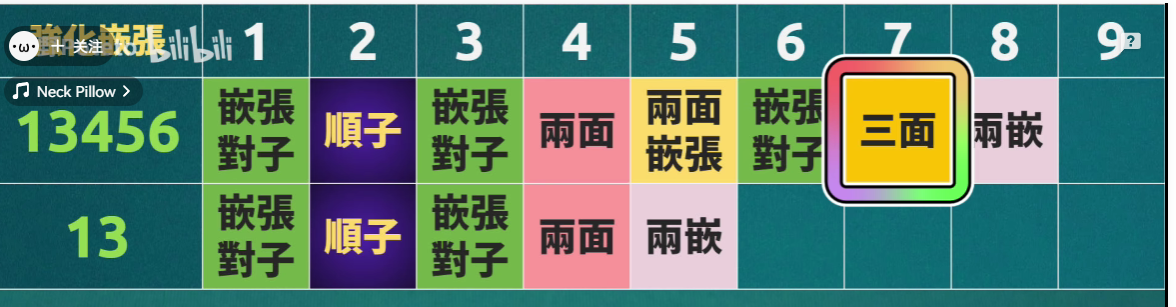 強化嵌張 1 2 3 4 5 6 7 8 9
·ω· + 关注 bilibili ?
Neck Pillow >
13456 嵌張 順子 嵌張 兩面 兩面 嵌張 三面 兩嵌
對子 對子 嵌張 對子
13 嵌張 順子 嵌張 兩面 兩嵌
對子 對子